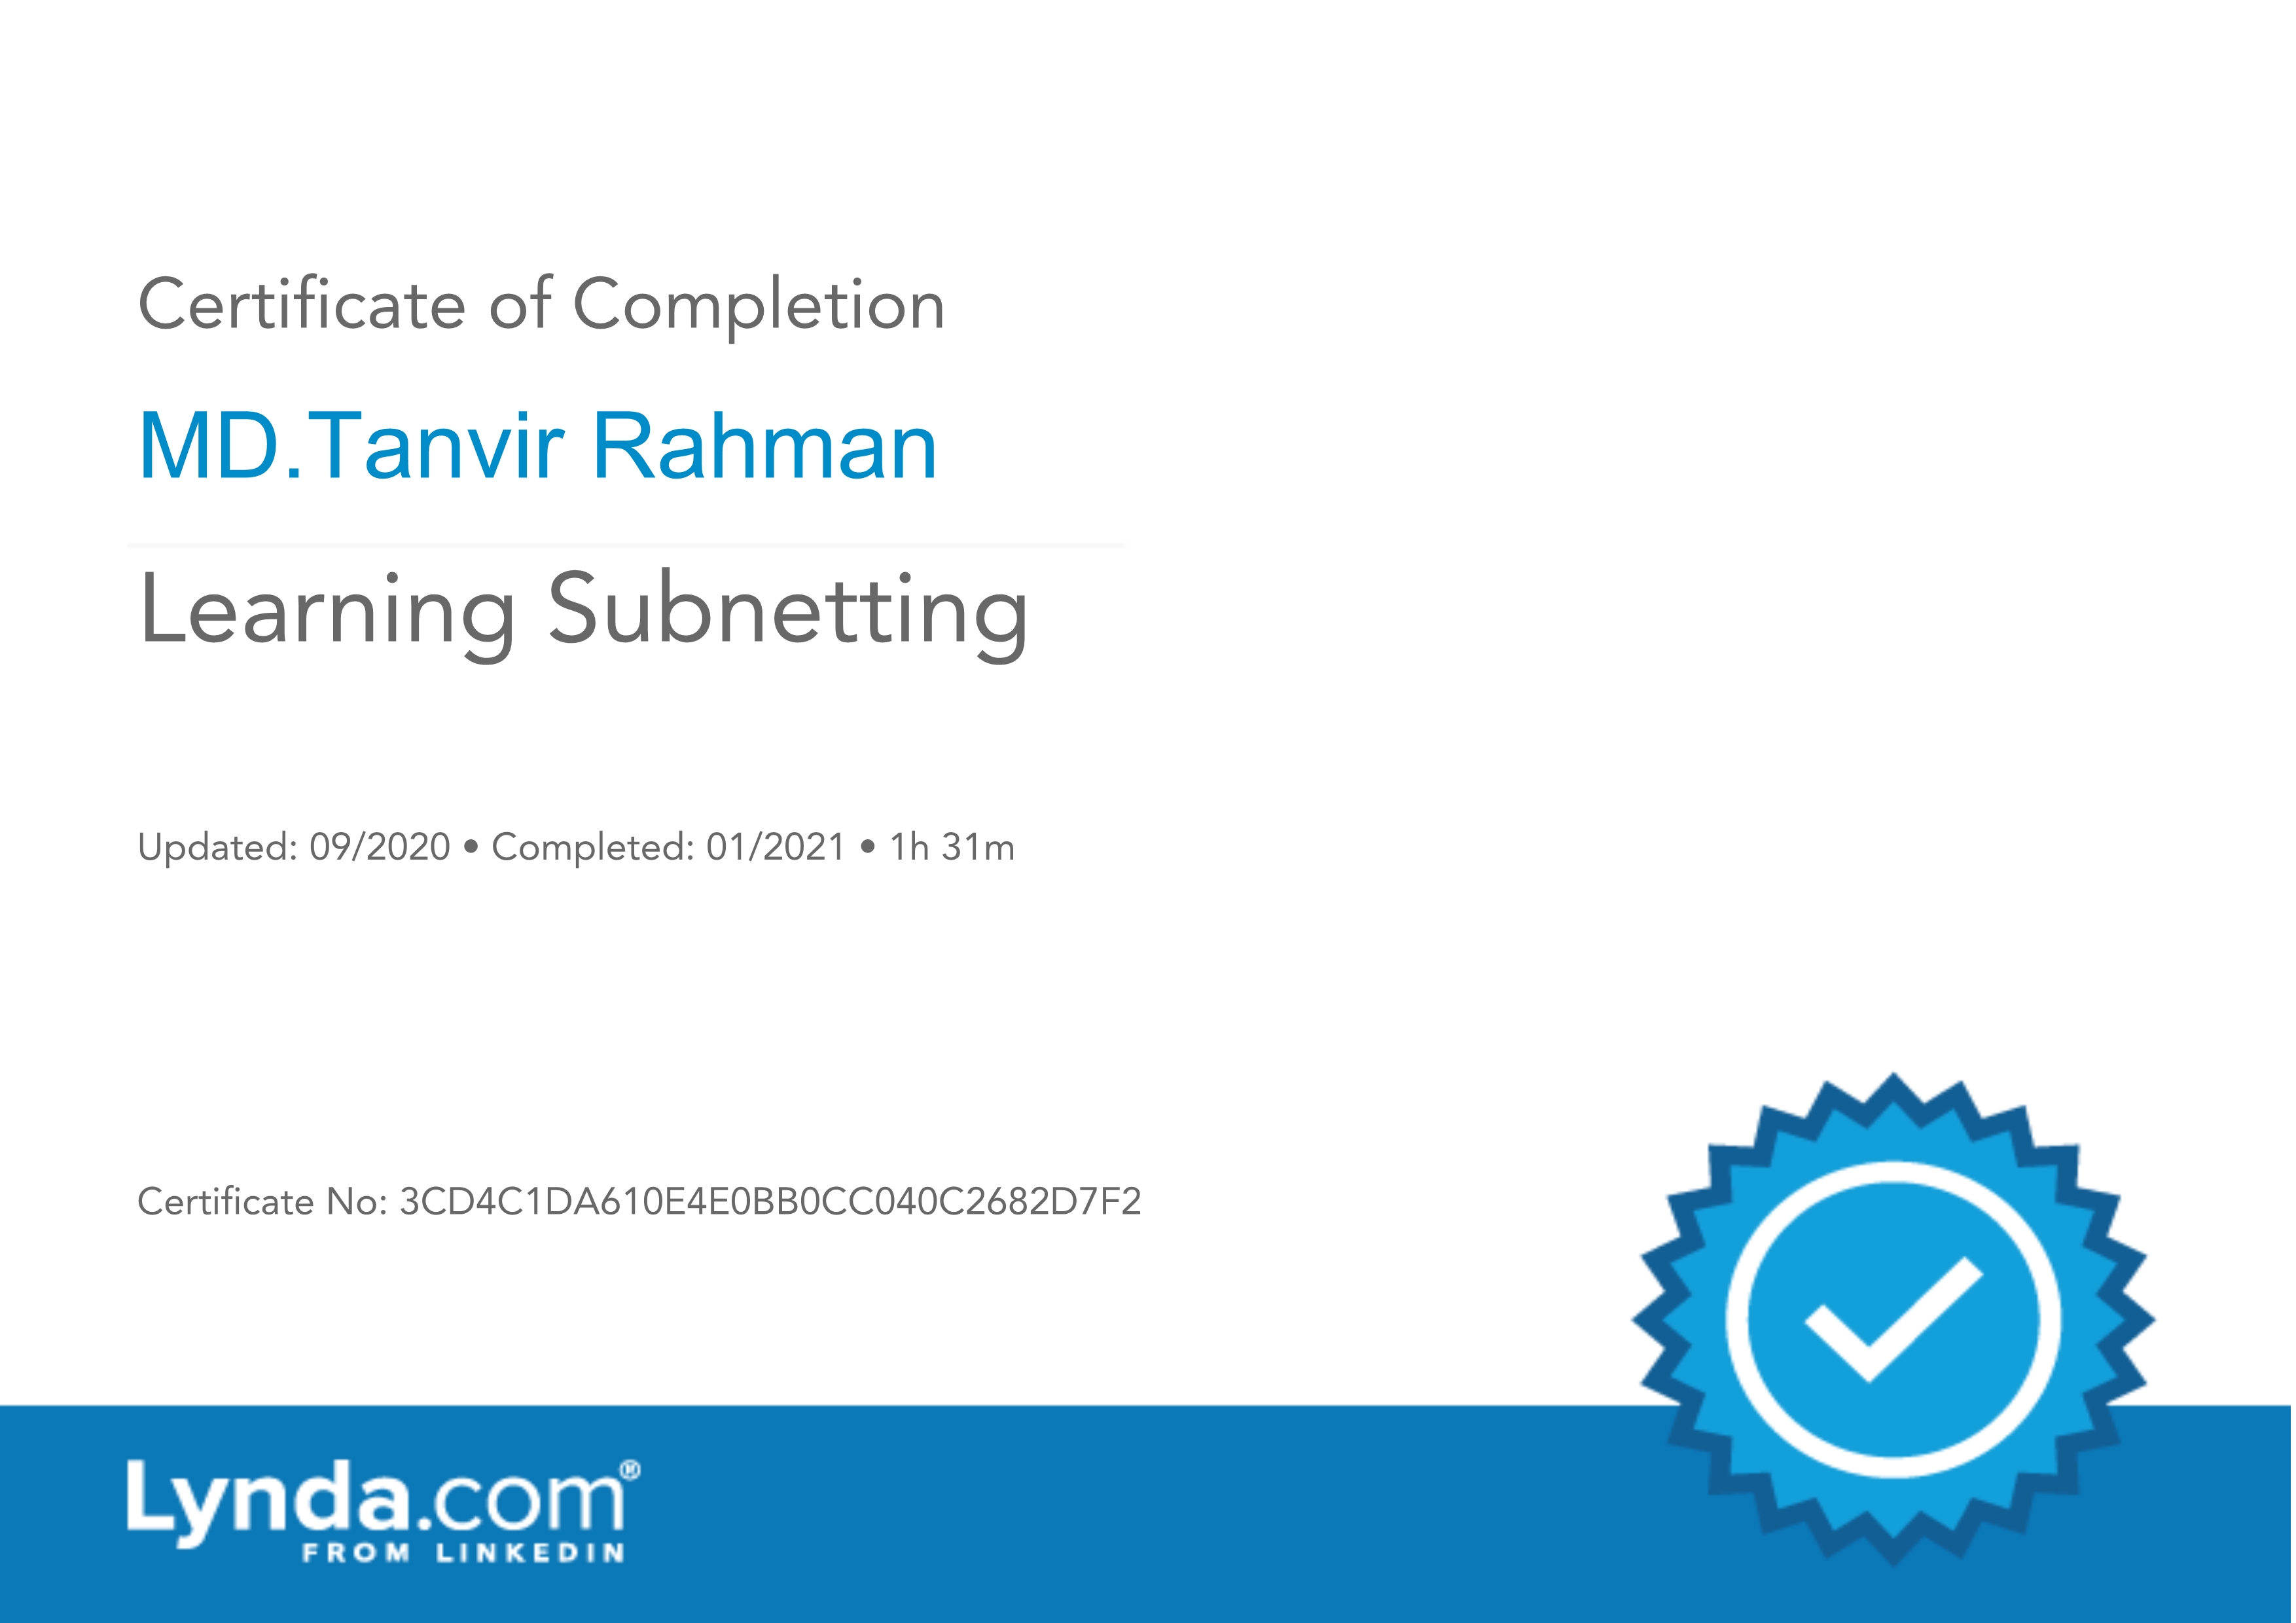 Certificate of Completion
MD.Tanvir Rahman
Learning Subnetting
Updated: 09/2020 • Completed: 01/2021 • 1h 31m
Certificate No: 3CD4C1DA610E4E0BB0CC040C2682D7F2
Lynda.com®
FROM LINKEDIN